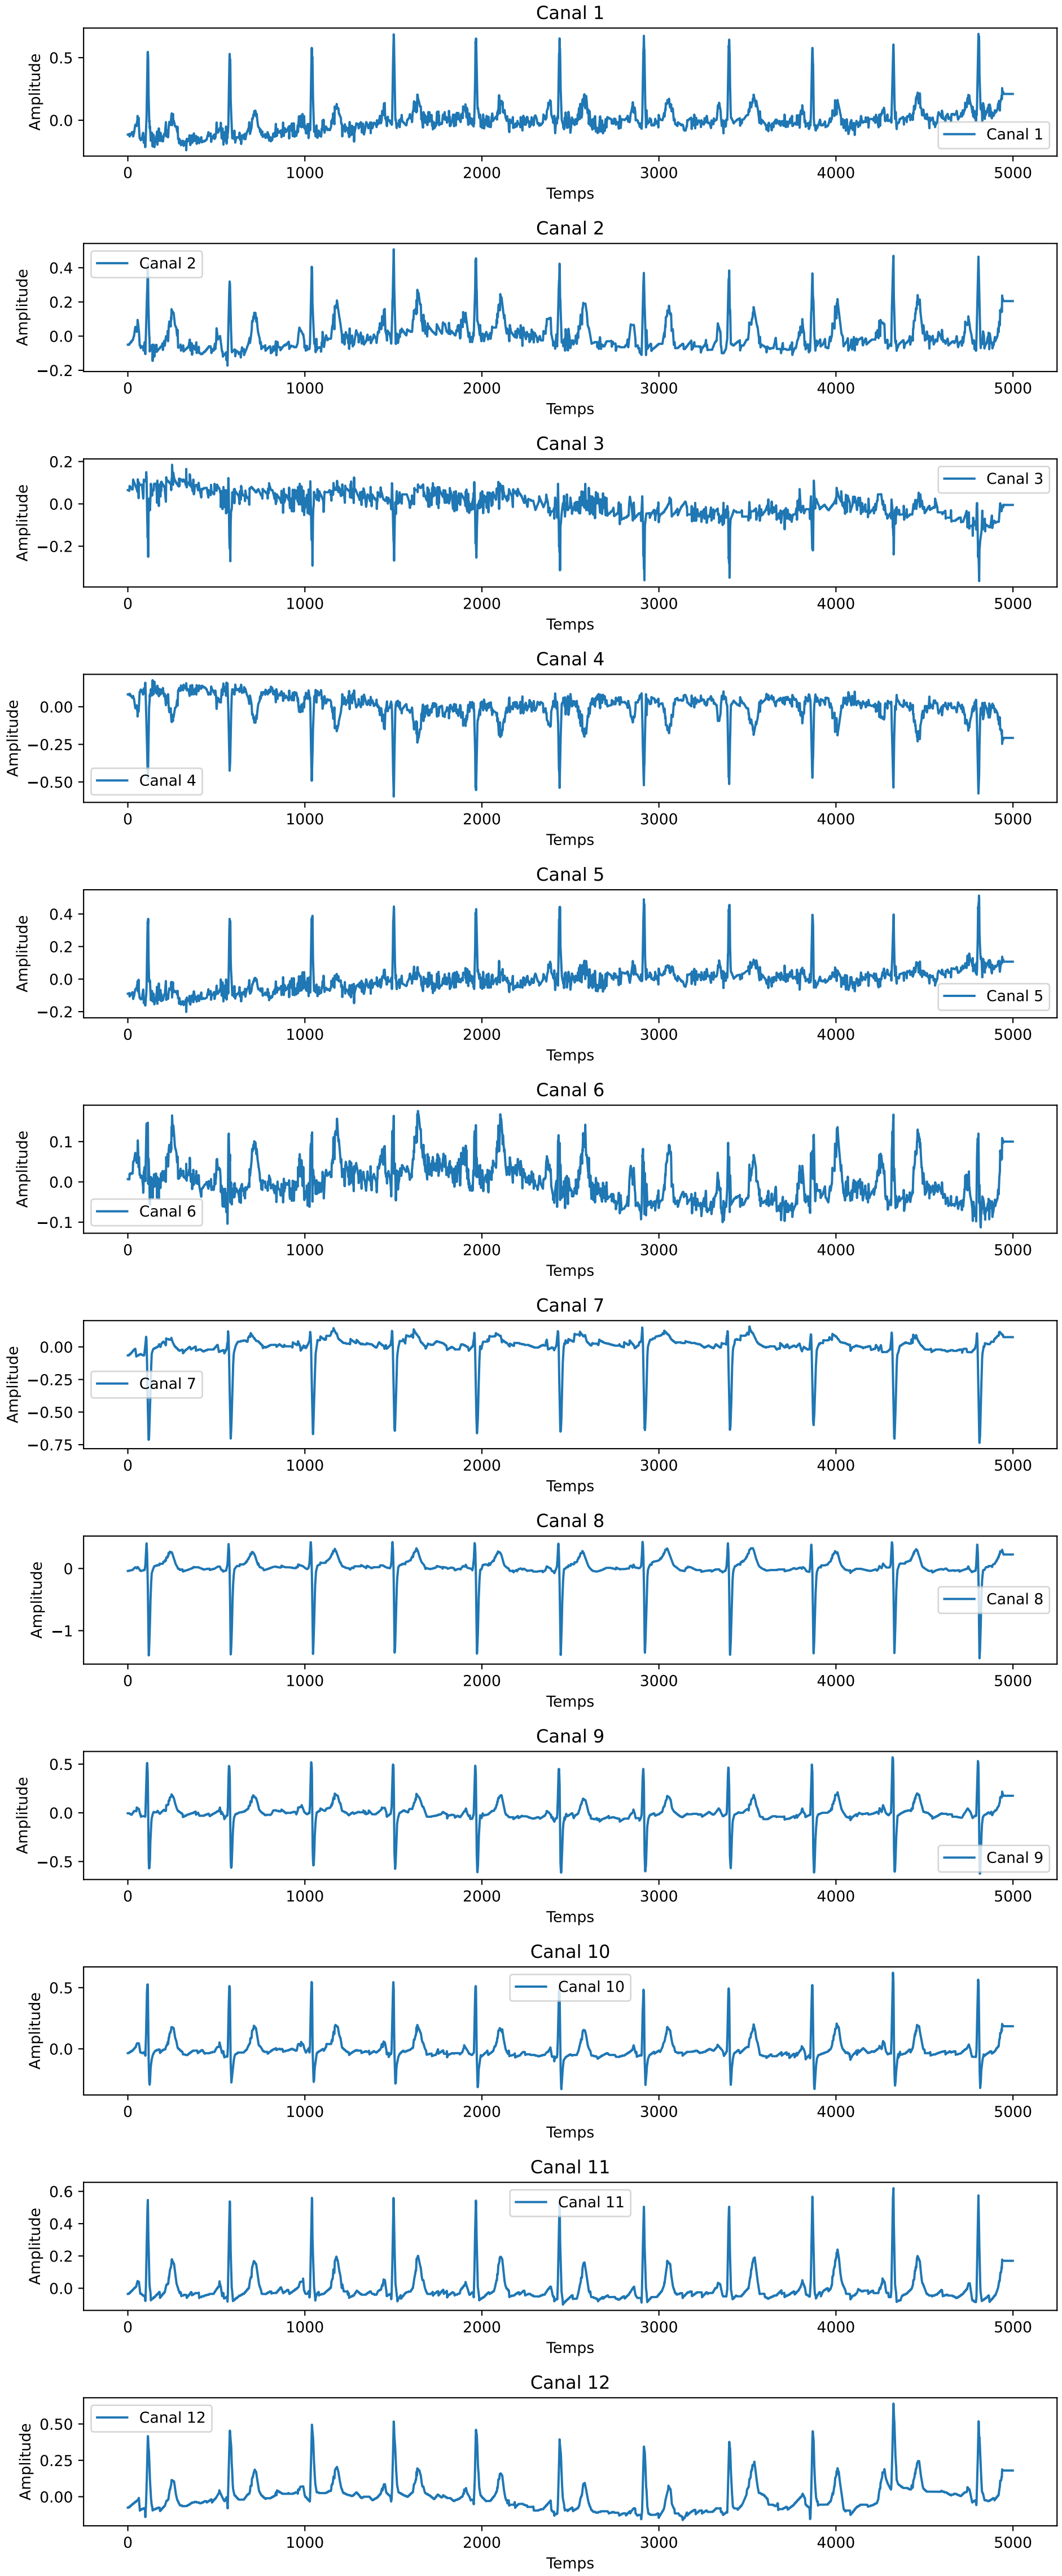 Canal 1
Amplitude
0.5
0.0
Canal 1
0 1000 2000 3000 4000 5000
Temps
Canal 2
Amplitude
0.4
0.2
0.0
−0.2
Canal 2
0 1000 2000 3000 4000 5000
Temps
Canal 3
Amplitude
0.2
0.0
−0.2
Canal 3
0 1000 2000 3000 4000 5000
Temps
Canal 4
Amplitude
0.00
−0.25
−0.50
Canal 4
0 1000 2000 3000 4000 5000
Temps
Canal 5
Amplitude
0.4
0.2
0.0
−0.2
Canal 5
0 1000 2000 3000 4000 5000
Temps
Canal 6
Amplitude
0.1
0.0
−0.1
Canal 6
0 1000 2000 3000 4000 5000
Temps
Canal 7
Amplitude
0.00
−0.25
−0.50
−0.75
Canal 7
0 1000 2000 3000 4000 5000
Temps
Canal 8
Amplitude
0
−1
Canal 8
0 1000 2000 3000 4000 5000
Temps
Canal 9
Amplitude
0.5
0.0
−0.5
Canal 9
0 1000 2000 3000 4000 5000
Temps
Canal 10
Amplitude
0.5
0.0
Canal 10
0 1000 2000 3000 4000 5000
Temps
Canal 11
Amplitude
0.6
0.4
0.2
0.0
Canal 11
0 1000 2000 3000 4000 5000
Temps
Canal 12
Amplitude
0.50
0.25
0.00
Canal 12
0 1000 2000 3000 4000 5000
Temps